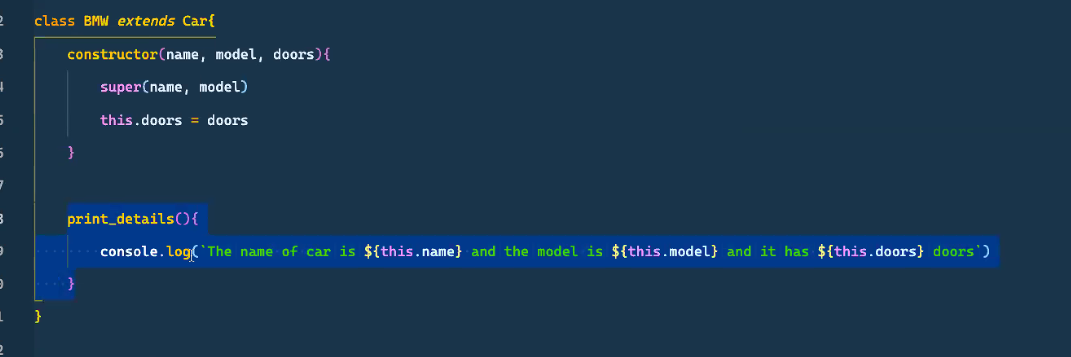 2 class BMW extends Car{
3 constructor(name, model, doors){
4 super(name, model)
5 this.doors = doors
6 }
7
8 print_details(){
9 console.log(`The name of car is ${this.name} and the model is ${this.model} and it has ${this.doors} doors`)
0 }
1 }
2